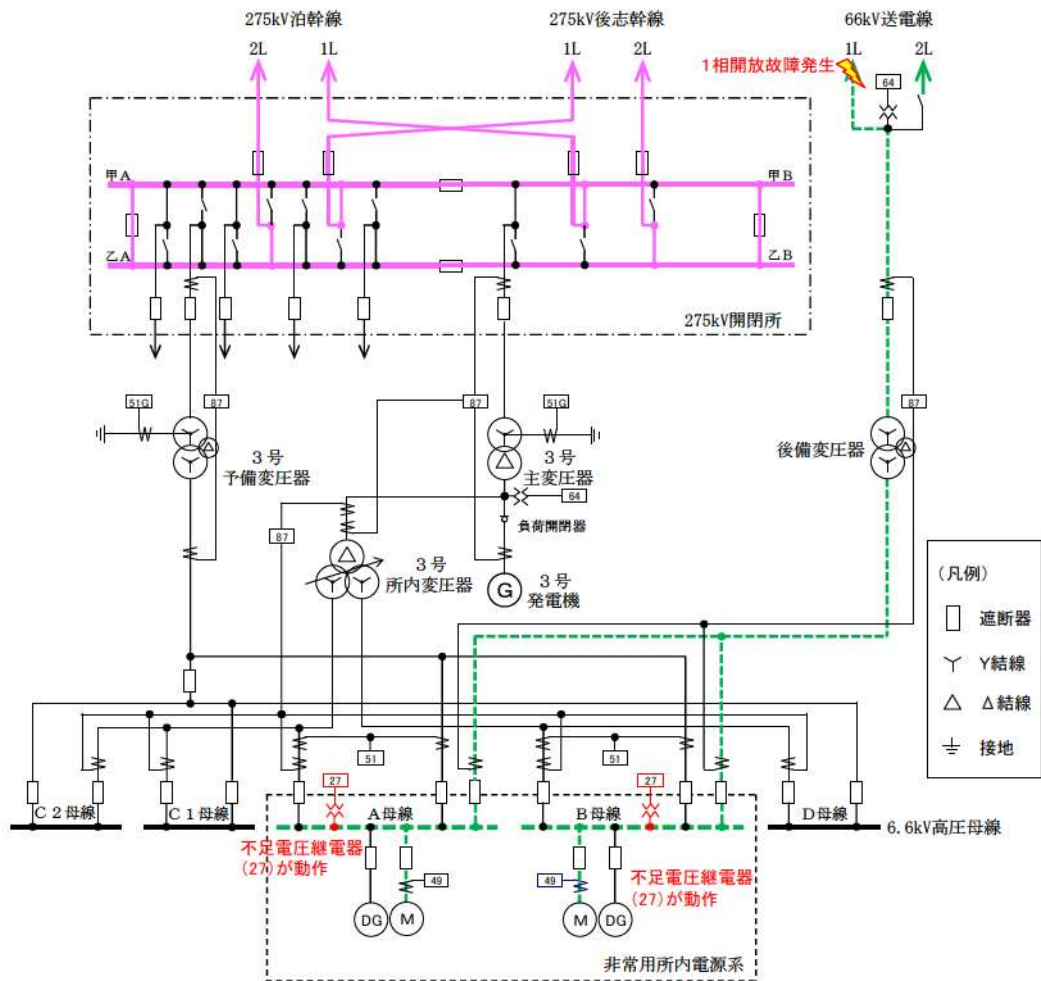 275kV泊幹線
275kV後志幹線
66kV送電線
2L
1L
1L
2L
1L
2L
1相開放故障発生
64
甲A
甲B
乙A
乙B
275kV開閉所
51G
87
87
51G
87
3号
予備変圧器
3号
主変圧器
後備変圧器
64
負荷開閉器
87
3号
所内変圧器
G
3号
発電機
(凡例)
遮断器
Y結線
Δ結線
接地
51
51
27
27
C2母線
C1母線
A母線
B母線
D母線
6.6kV高圧母線
不足電圧継電器
(27)が動作
49
49
不足電圧継電器
(27)が動作
DG
M
M
DG
非常用所内電源系